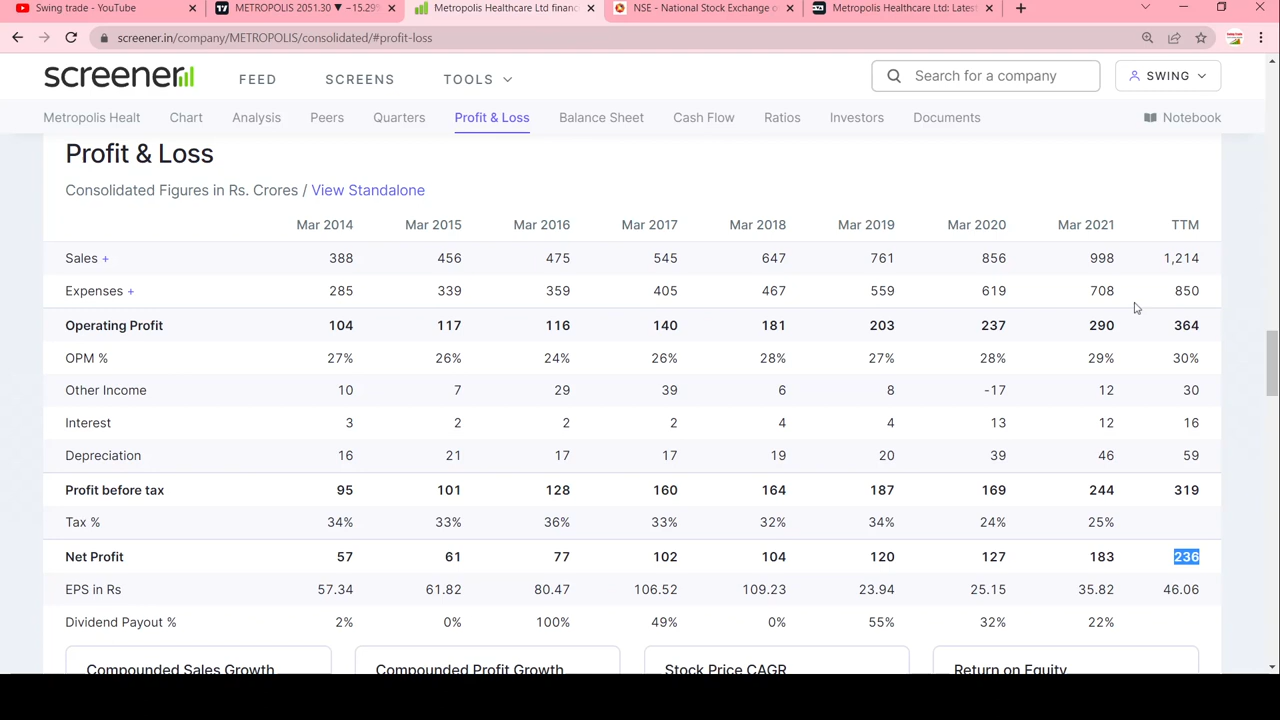 Swing trade - YouTube × METROPOLIS 2051.30 ▼ −15.29% × Metropolis Healthcare Ltd financ × NSE - National Stock Exchange o × Metropolis Healthcare Ltd: Lates × +
screener.in/company/METROPOLIS/consolidated/#profit-loss
screener FEED SCREENS TOOLS Search for a company SWING
Metropolis Healt Chart Analysis Peers Quarters Profit & Loss Balance Sheet Cash Flow Ratios Investors Documents Notebook
Profit & Loss
Consolidated Figures in Rs. Crores / View Standalone
Mar 2014 Mar 2015 Mar 2016 Mar 2017 Mar 2018 Mar 2019 Mar 2020 Mar 2021 TTM
Sales + 388 456 475 545 647 761 856 998 1,214
Expenses + 285 339 359 405 467 559 619 708 850
Operating Profit 104 117 116 140 181 203 237 290 364
OPM % 27% 26% 24% 26% 28% 27% 28% 29% 30%
Other Income 10 7 29 39 6 8 -17 12 30
Interest 3 2 2 2 4 4 13 12 16
Depreciation 16 21 17 17 19 20 39 46 59
Profit before tax 95 101 128 160 164 187 169 244 319
Tax % 34% 33% 36% 33% 32% 34% 24% 25%
Net Profit 57 61 77 102 104 120 127 183 236
EPS in Rs 57.34 61.82 80.47 106.52 109.23 23.94 25.15 35.82 46.06
Dividend Payout % 2% 0% 100% 49% 0% 55% 32% 22%
Compounded Sales Growth Compounded Profit Growth Stock Price CAGR Return on Equity